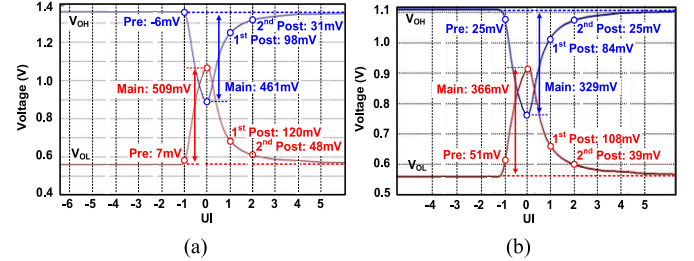 1.4
1.2
1.0
0.8
0.6
0.4
Voltage (V)
VOH
VOL
Pre: -6mV
2nd Post: 31mV
1st Post: 98mV
Main: 509mV
Main: 461mV
1st Post: 120mV
2nd Post: 48mV
Pre: 7mV
-6 -5 -4 -3 -2 -1 0 1 2 3 4 5
UI
(a)
1.1
1.0
0.9
0.8
0.7
0.6
0.5
Voltage (V)
VOH
VOL
Pre: 25mV
2nd Post: 25mV
1st Post: 84mV
Main: 366mV
Main: 329mV
1st Post: 108mV
2nd Post: 39mV
Pre: 51mV
-5 -4 -3 -2 -1 0 1 2 3 4 5 6
UI
(b)